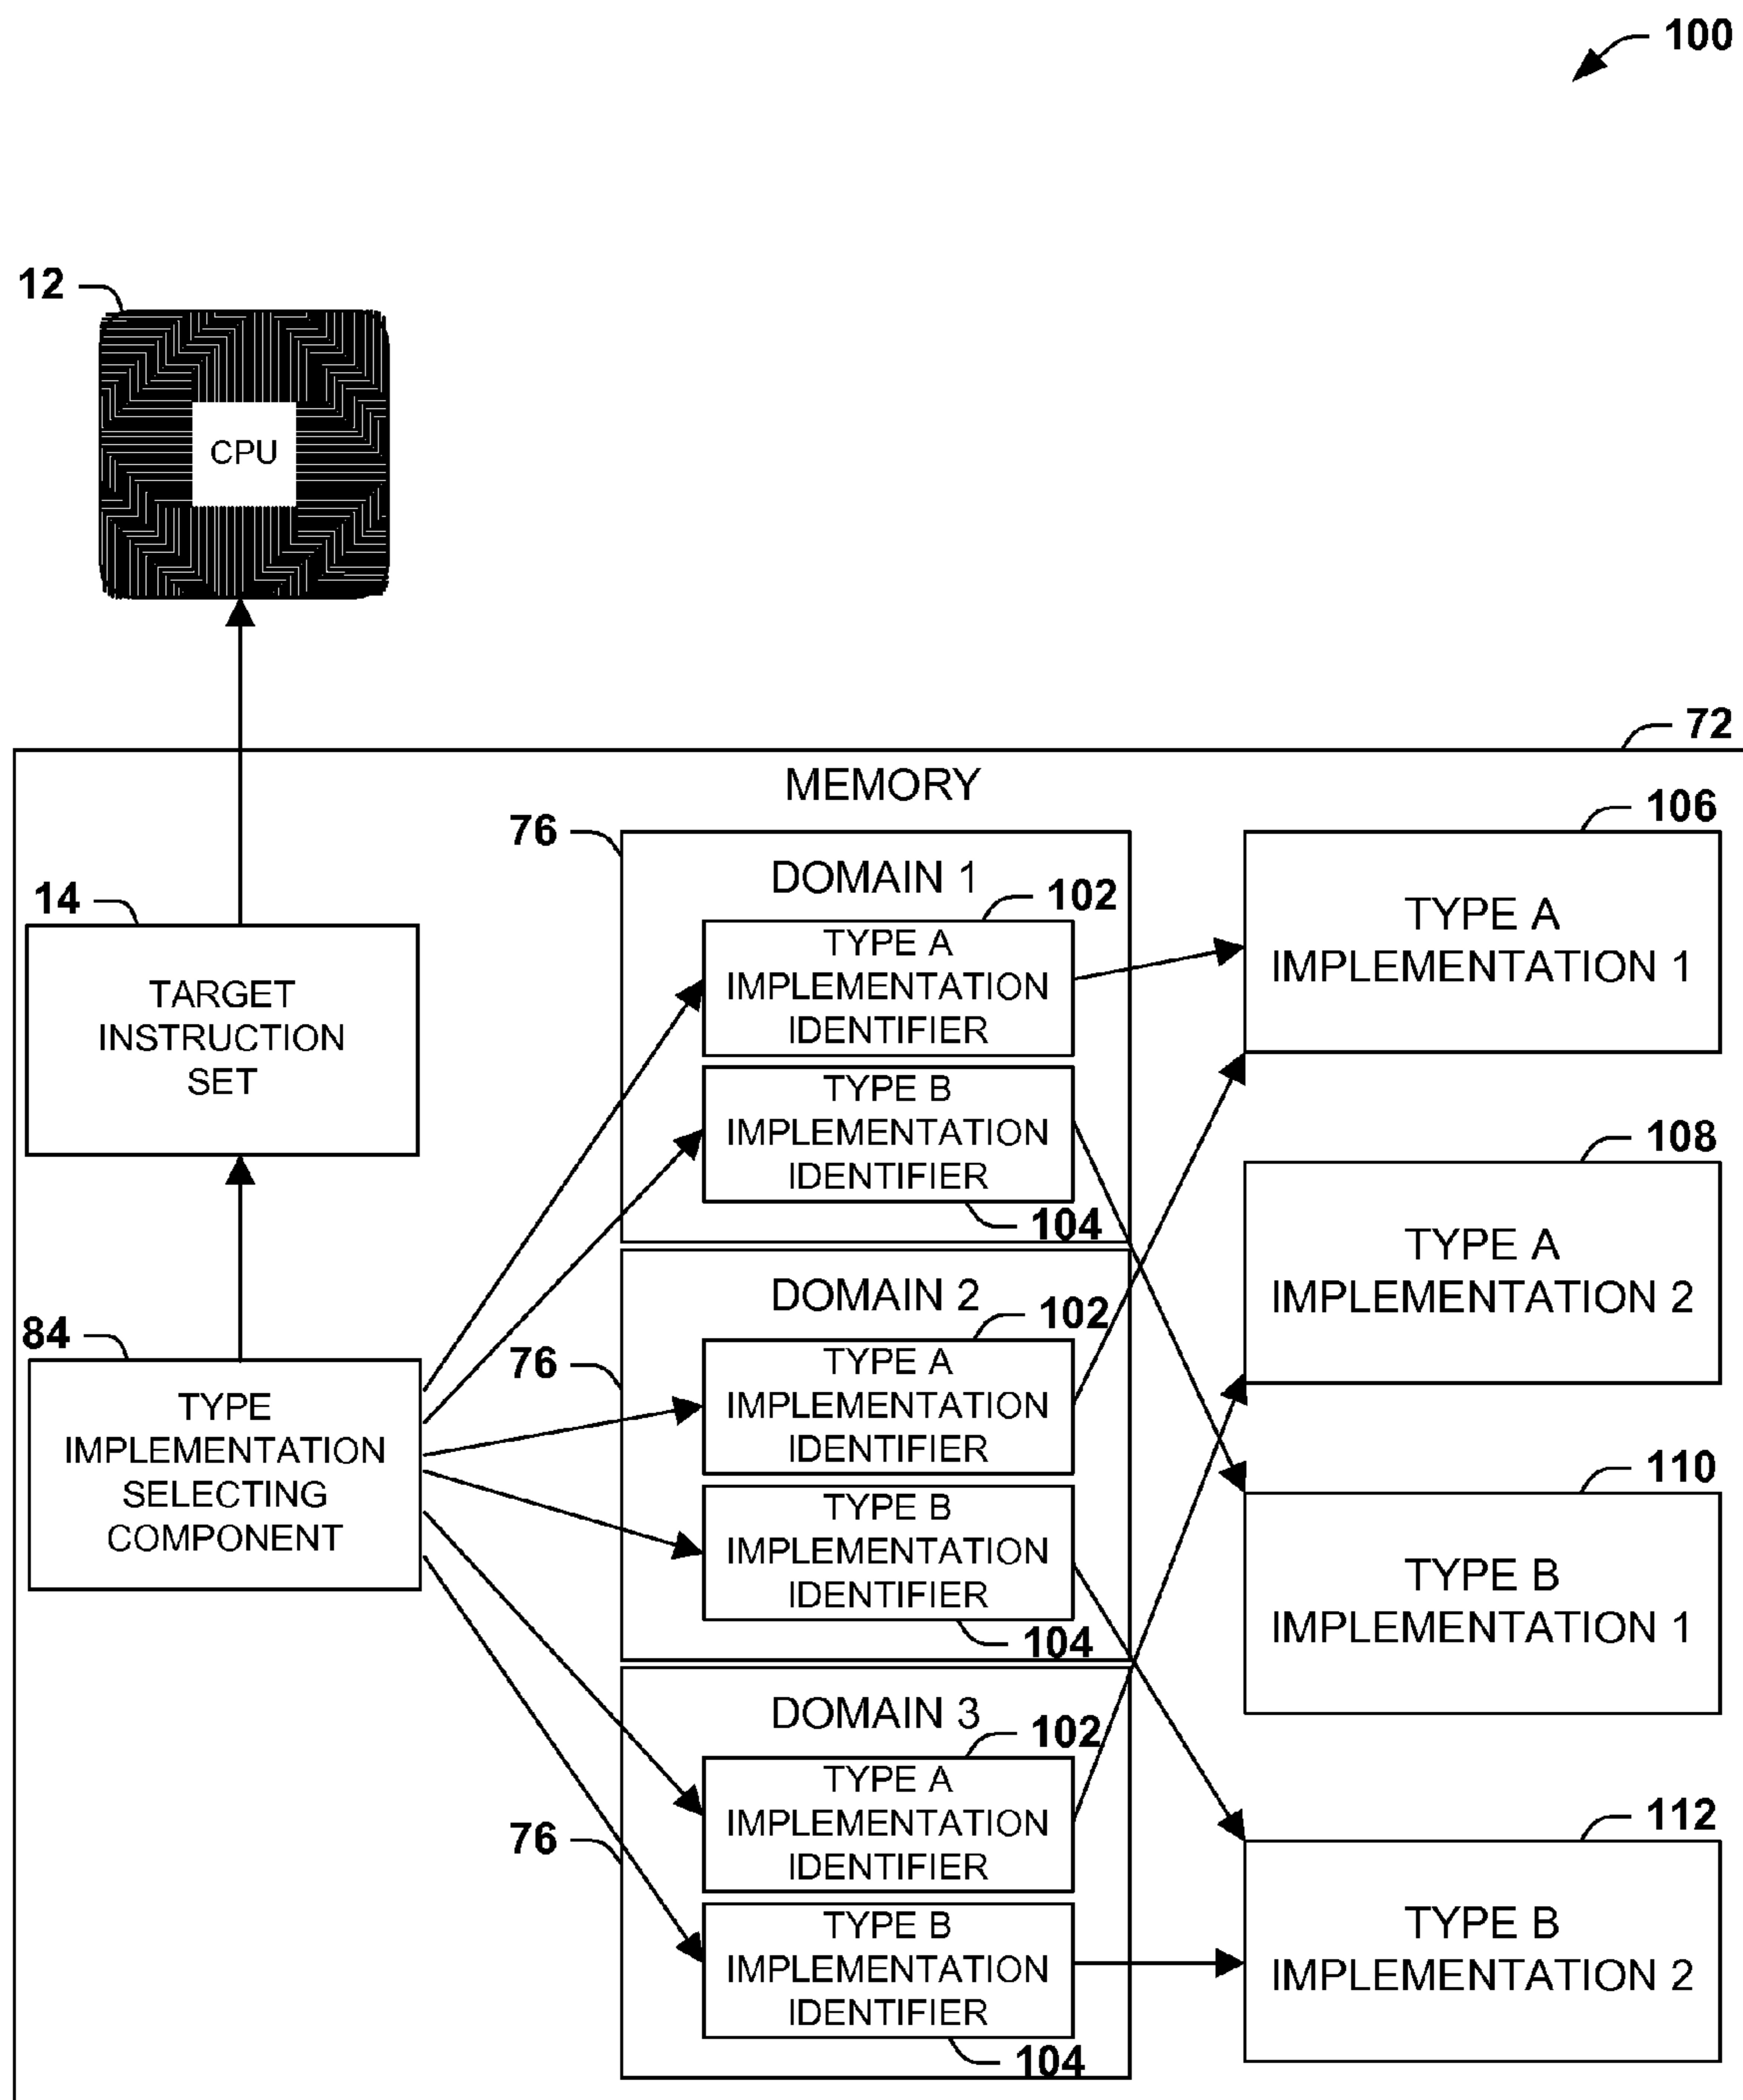 100
12
CPU
72
MEMORY
14
TARGET
INSTRUCTION
SET
84
TYPE
IMPLEMENTATION
SELECTING
COMPONENT
76
DOMAIN 1
102
TYPE A
IMPLEMENTATION
IDENTIFIER
TYPE B
IMPLEMENTATION
IDENTIFIER
104
DOMAIN 2
102
76
TYPE A
IMPLEMENTATION
IDENTIFIER
TYPE B
IMPLEMENTATION
IDENTIFIER
104
DOMAIN 3
102
76
TYPE A
IMPLEMENTATION
IDENTIFIER
TYPE B
IMPLEMENTATION
IDENTIFIER
104
106
TYPE A
IMPLEMENTATION 1
108
TYPE A
IMPLEMENTATION 2
110
TYPE B
IMPLEMENTATION 1
112
TYPE B
IMPLEMENTATION 2